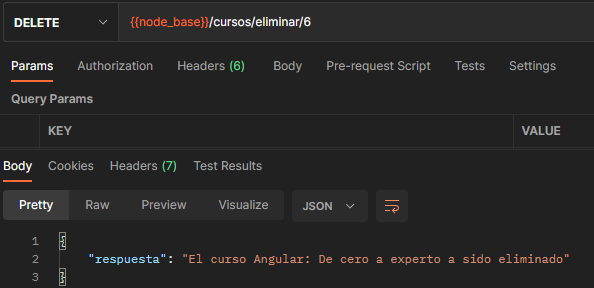 DELETE {{node_base}}/cursos/eliminar/6
Params Authorization Headers (6) Body Pre-request Script Tests Settings
Query Params
KEY VALUE
Body Cookies Headers (7) Test Results
Pretty Raw Preview Visualize JSON
1 {
2 "respuesta": "El curso Angular: De cero a experto a sido eliminado"
3 }